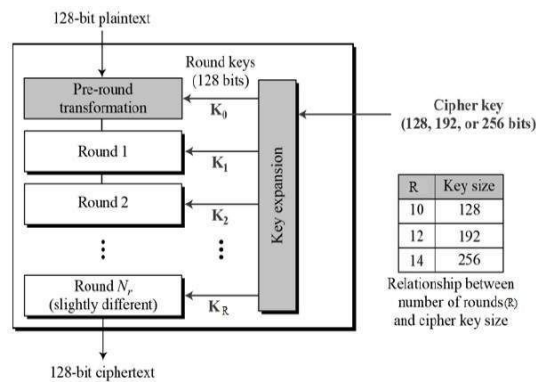 128-bit plaintext
Round keys
(128 bits)
Pre-round
transformation
K0
Cipher key
(128, 192, or 256 bits)
Round 1
K1
Round 2
K2
Key expansion
Round Nr
(slightly different)
KR
128-bit ciphertext
R Key size
10 128
12 192
14 256
Relationship between
number of rounds(R)
and cipher key size